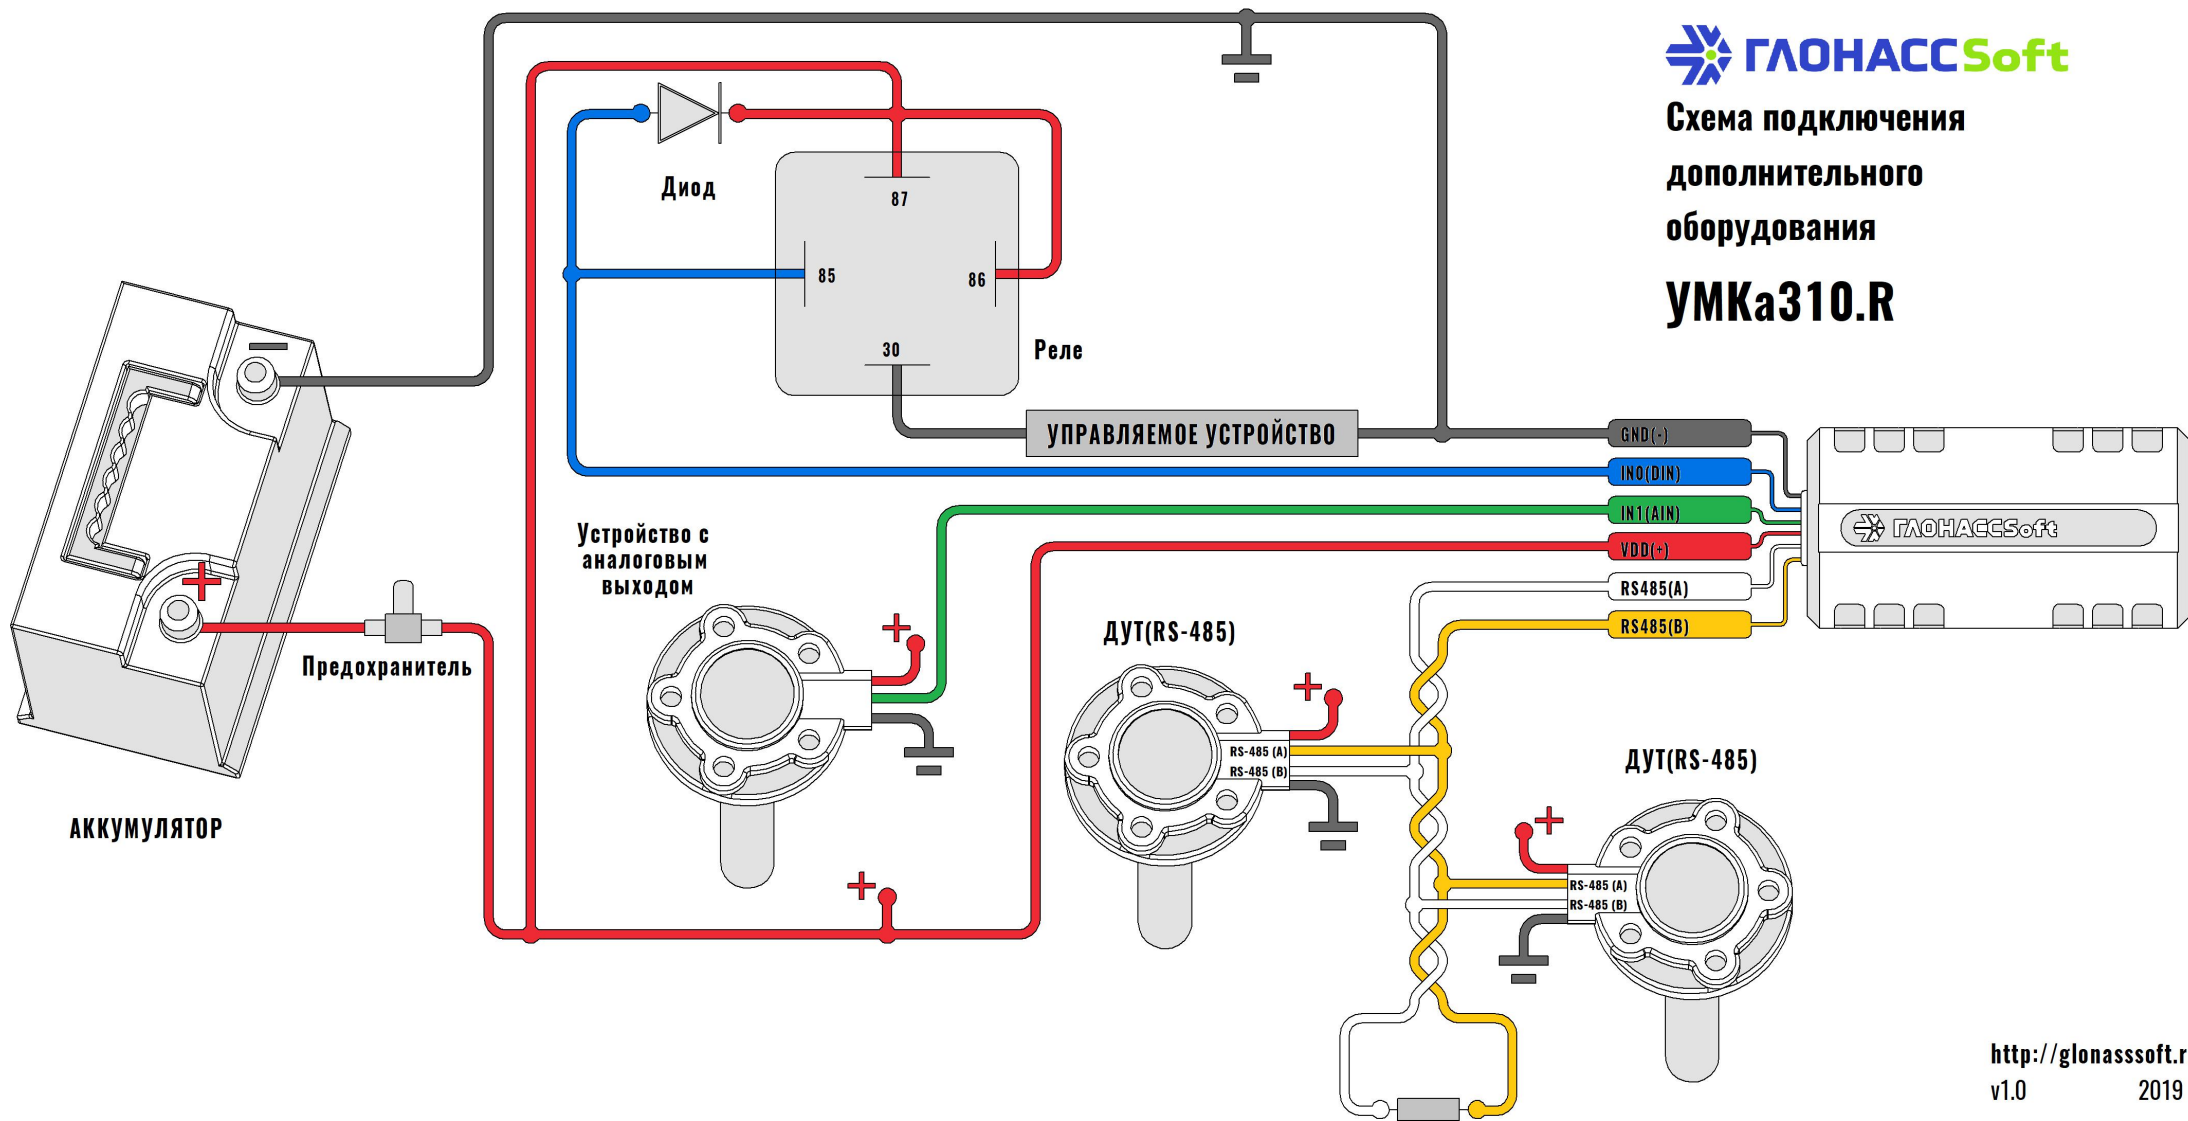 ГЛОНАССSoft
Схема подключения
дополнительного
оборудования
УМКа310.R
Диод
87
85
86
30
Реле
УПРАВЛЯЕМОЕ УСТРОЙСТВО
GND(-)
IN0(DIN)
IN1(AIN)
VDD(+)
RS485(A)
RS485(B)
ГЛОНАССSoft
Устройство с
аналоговым
выходом
Предохранитель
АККУМУЛЯТОР
ДУТ(RS-485)
RS-485 (A)
RS-485 (B)
ДУТ(RS-485)
RS-485 (A)
RS-485 (B)
http://glonasssoft.r
v1.0 2019